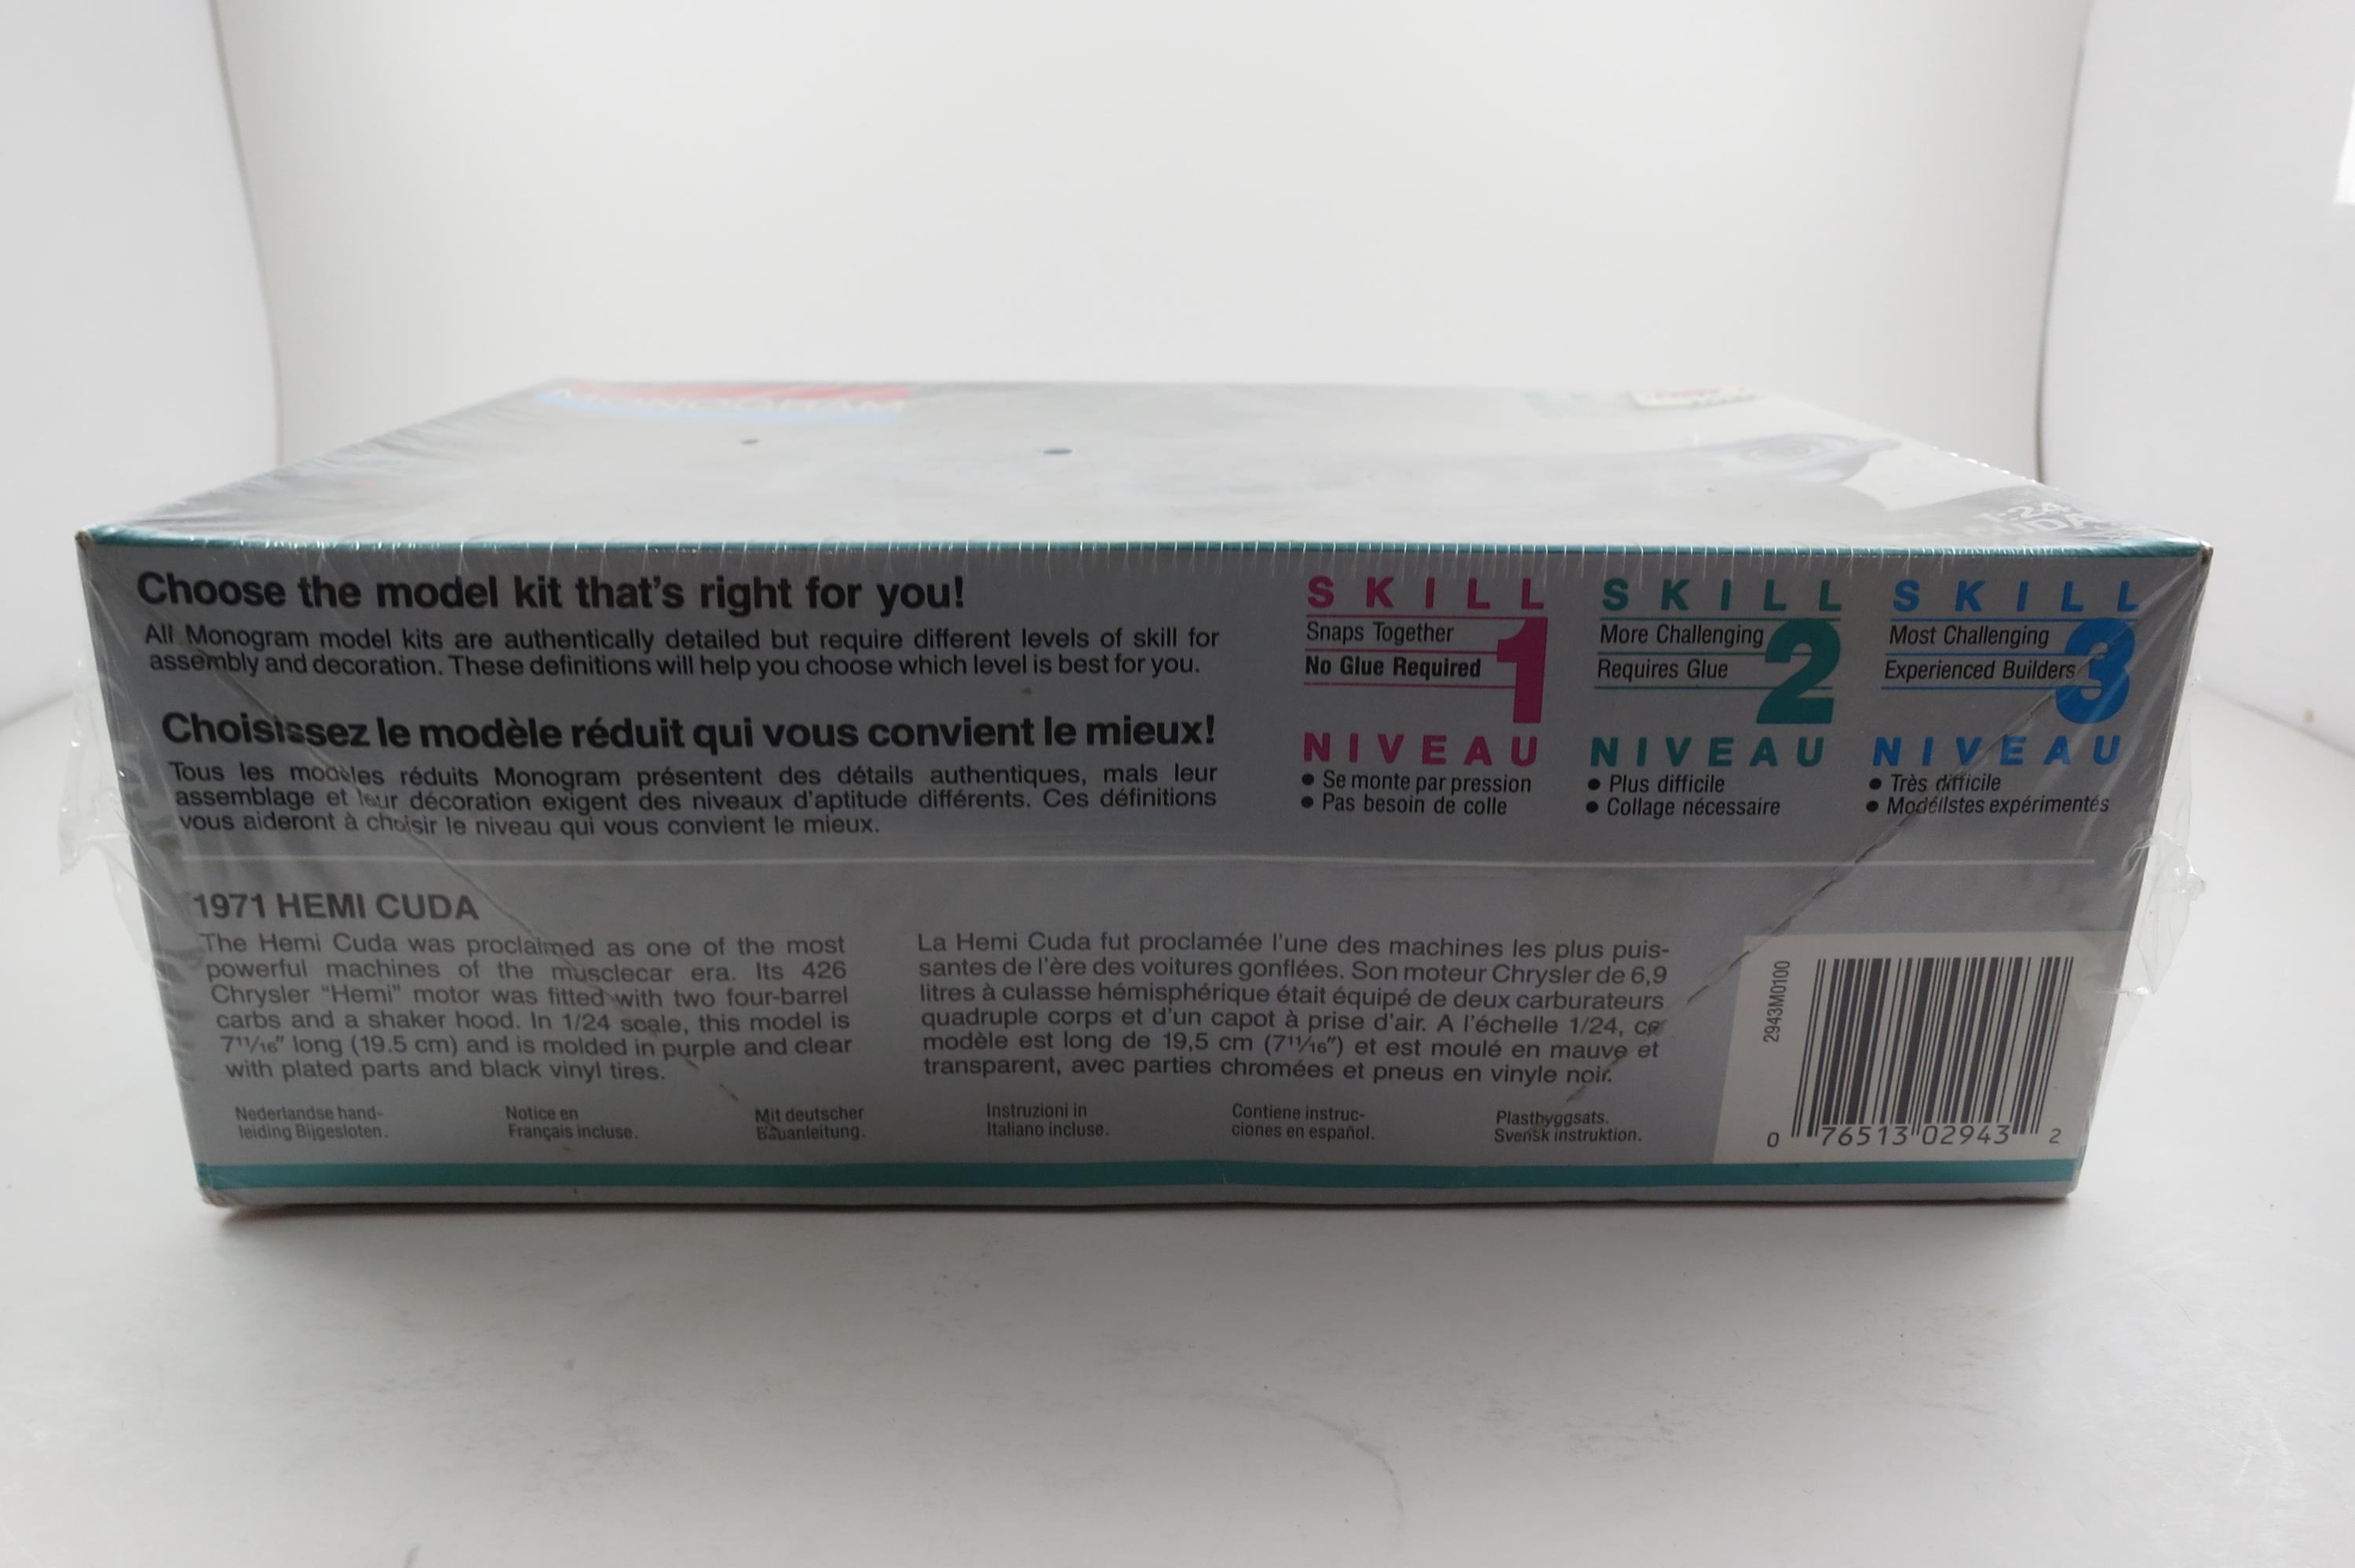 MONOGRAM
1:24
Choose the model kit that's right for you!
All Monogram model kits are authentically detailed but require different levels of skill for
assembly and decoration. These definitions will help you choose which level is best for you.
Choisissez le modèle réduit qui vous convient le mieux!
Tous les modèles réduits Monogram présentent des détails authentiques, mais leur
assemblage et leur décoration exigent des niveaux d'aptitude différents. Ces définitions
vous aideront à choisir le niveau qui vous convient le mieux.
SKILL 1
Snaps Together
No Glue Required
NIVEAU
• Se monte par pression
• Pas besoin de colle
SKILL 2
More Challenging
Requires Glue
NIVEAU
• Plus difficile
• Collage nécessaire
SKILL 3
Most Challenging
Experienced Builders
NIVEAU
• Très difficile
• Modélistes expérimentés
1971 HEMI CUDA
The Hemi Cuda was proclaimed as one of the most
powerful machines of the musclecar era. Its 426
Chrysler "Hemi" motor was fitted with two four-barrel
carbs and a shaker hood. In 1/24 scale, this model is
7 11/16" long (19.5 cm) and is molded in purple and clear
with plated parts and black vinyl tires.
La Hemi Cuda fut proclamée l'une des machines les plus puis-
santes de l'ère des voitures gonflées. Son moteur Chrysler de 6,9
litres à culasse hémisphérique était équipé de deux carburateurs
quadruple corps et d'un capot à prise d'air. A l'échelle 1/24, ce
modèle est long de 19,5 cm (7 11/16") et est moulé en mauve et
transparent, avec parties chromées et pneus en vinyle noir.
Nederlandse hand-
leiding Bijgesloten.
Notice en
Français incluse.
Mit deutscher
Bauanleitung.
Instruzioni in
Italiano incluse.
Contiene instruc-
ciones en español.
Plastbyggsats.
Svensk instruktion.
2943M0100
0 76513 02943 2